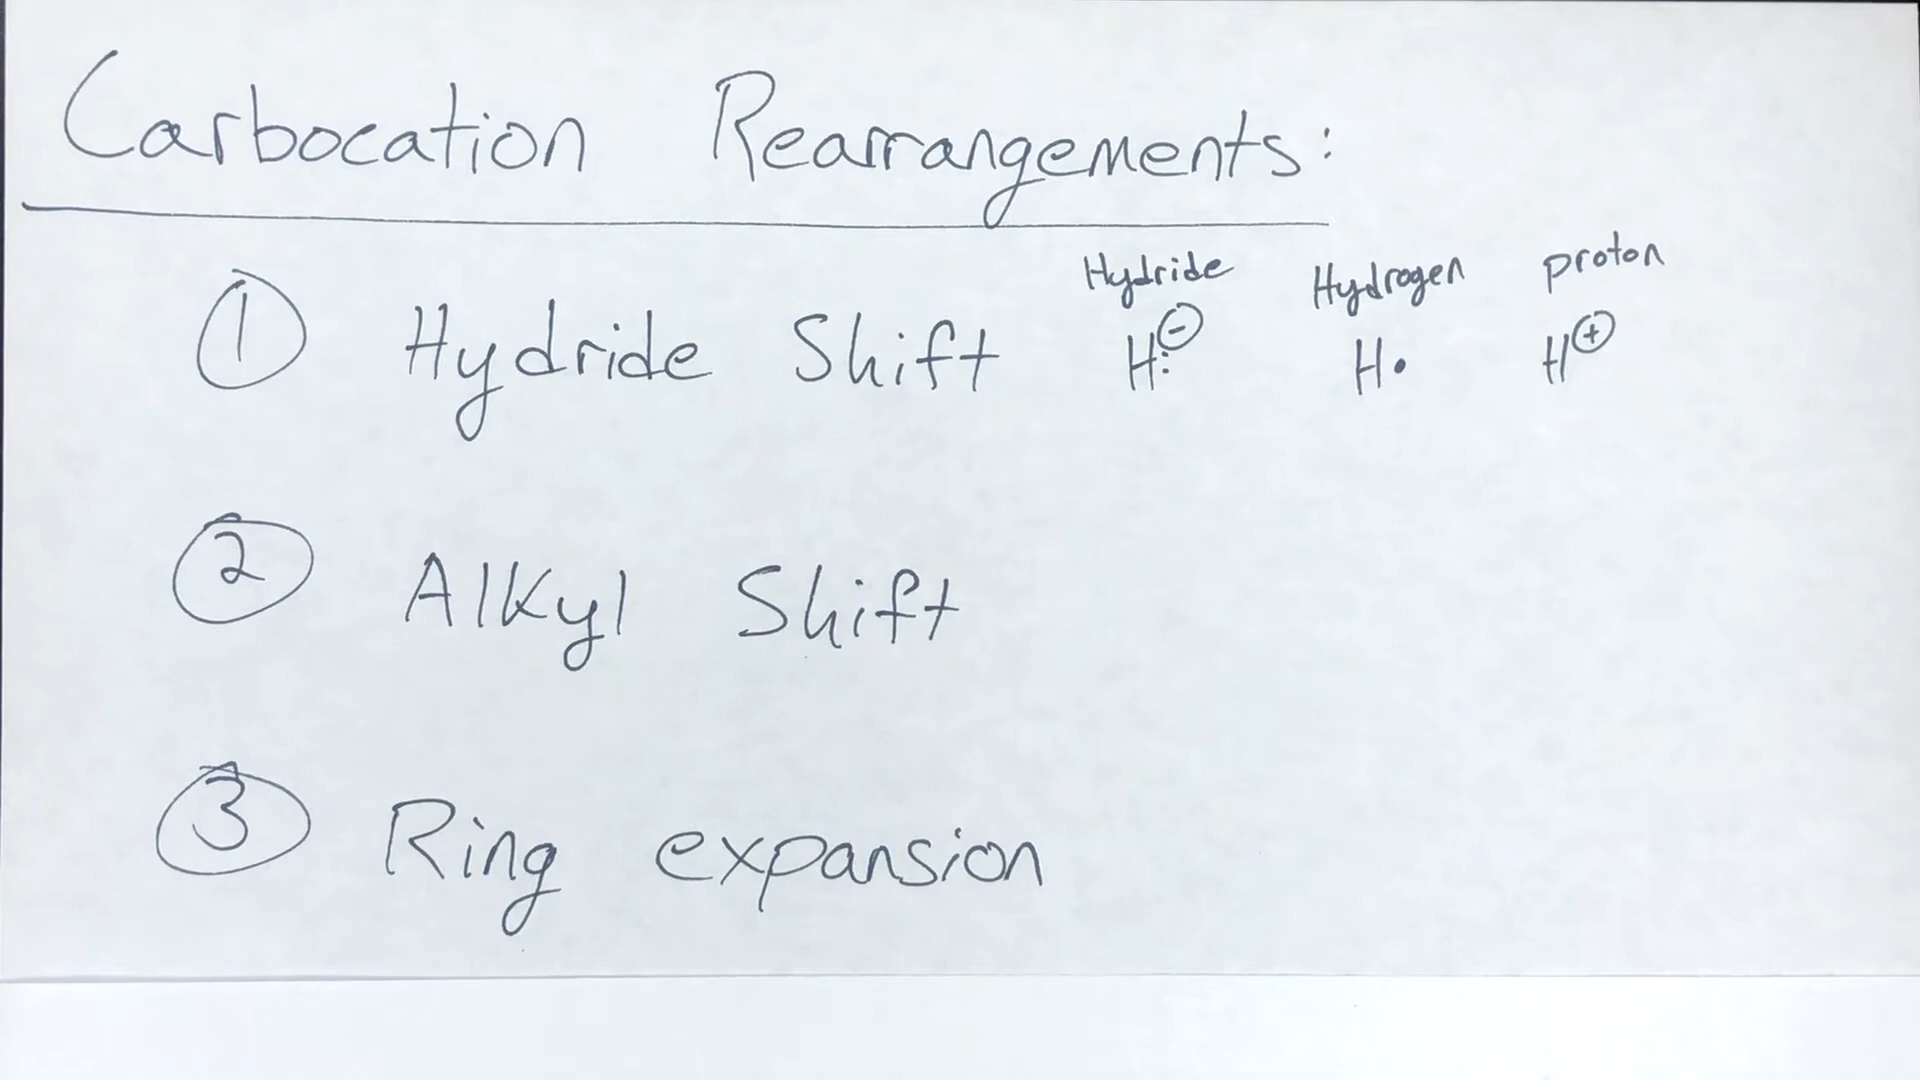 Carbocation Rearrangements:
Hydride Hydrogen proton
① Hydride Shift H:⊖ H• H⊕
② Alkyl Shift
③ Ring expansion